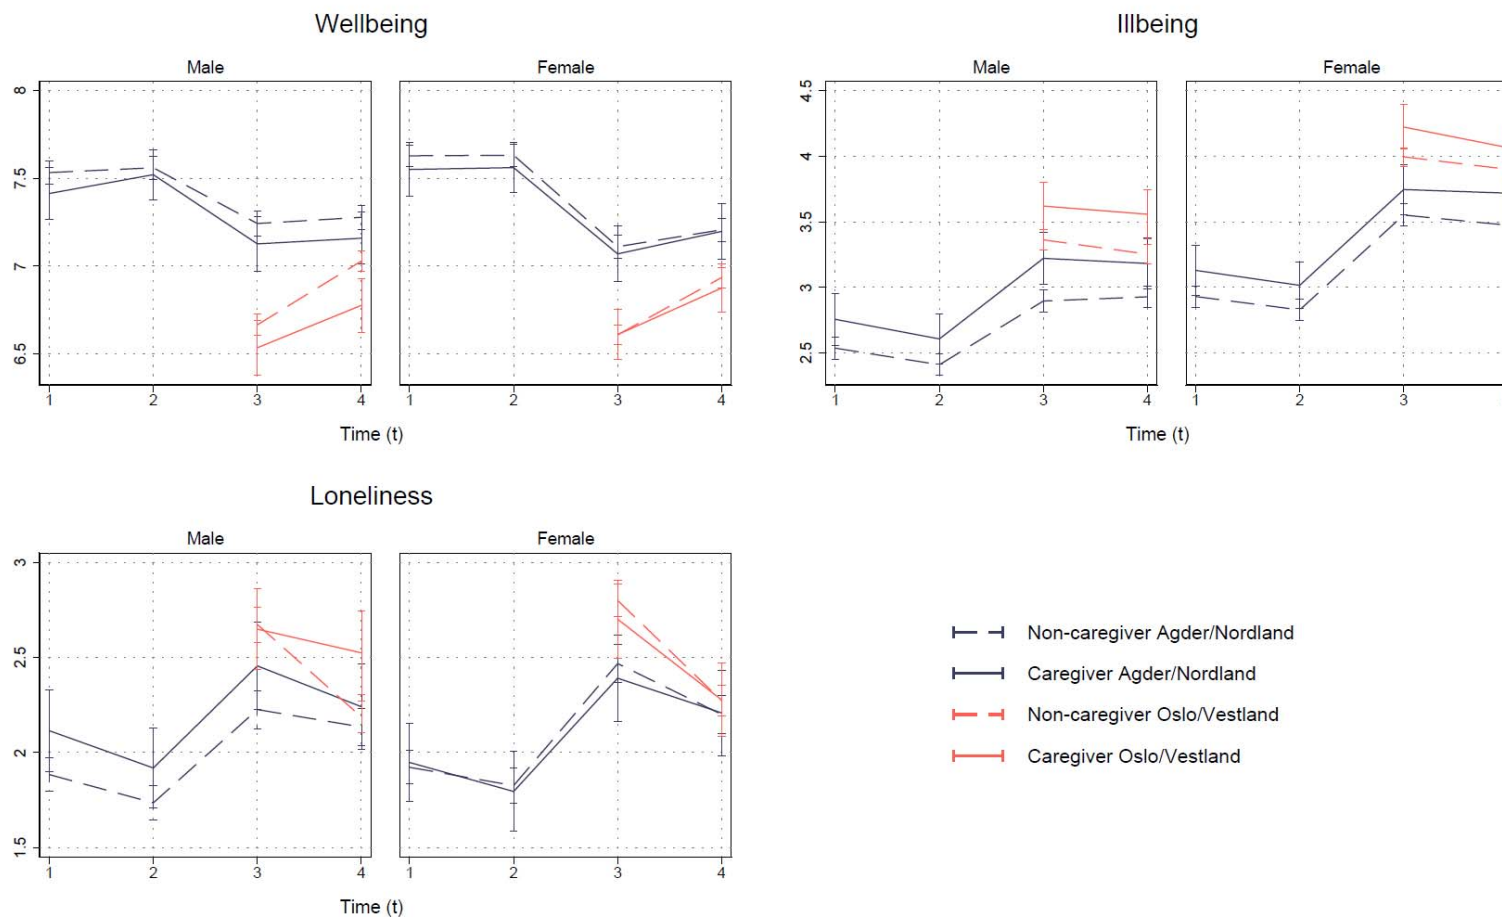 Wellbeing
Male Female
8
7.5
7
6.5
1 2 3 4 1 2 3 4
Time (t)
Illbeing
Male Female
4.5
4
3.5
3
2.5
1 2 3 4 1 2 3
Time (t)
Loneliness
Male Female
3
2.5
2
1.5
1 2 3 4 1 2 3 4
Time (t)
Non-caregiver Agder/Nordland
Caregiver Agder/Nordland
Non-caregiver Oslo/Vestland
Caregiver Oslo/Vestland